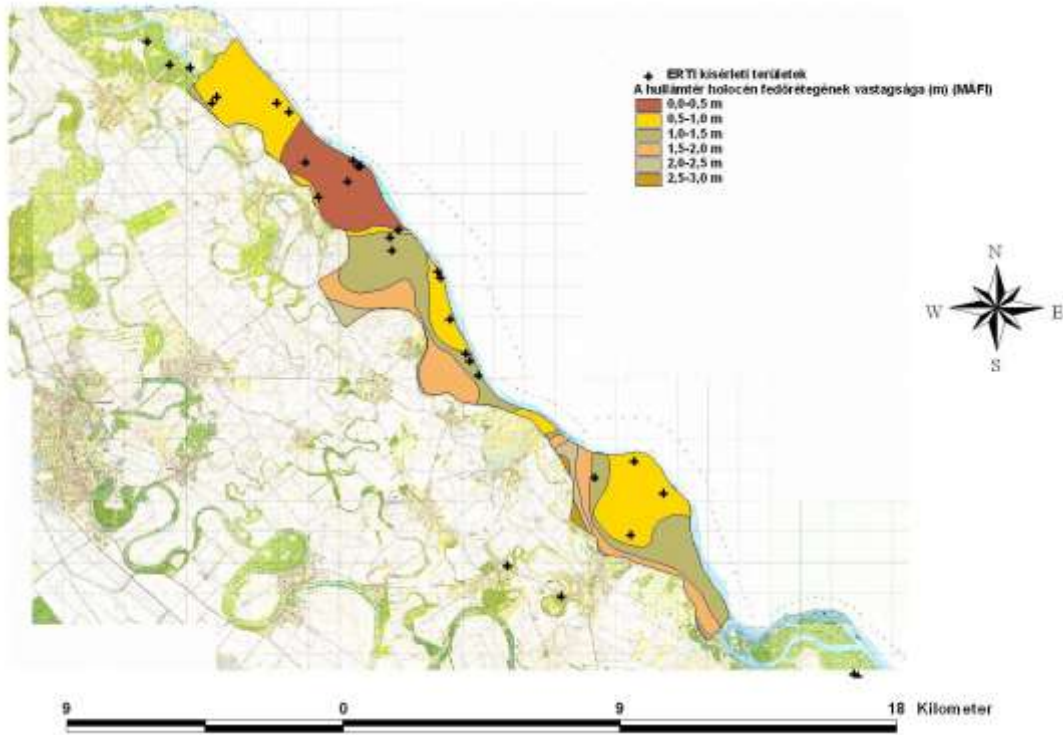 ERTI kísérleti területek
A hullámtér holocén fedőrétegének vastagsága (m) (MÁFI)
0,0-0,5 m
0,5-1,0 m
1,0-1,5 m
1,5-2,0 m
2,0-2,5 m
2,5-3,0 m
N
W E
S
9 0 9 18 Kilometer